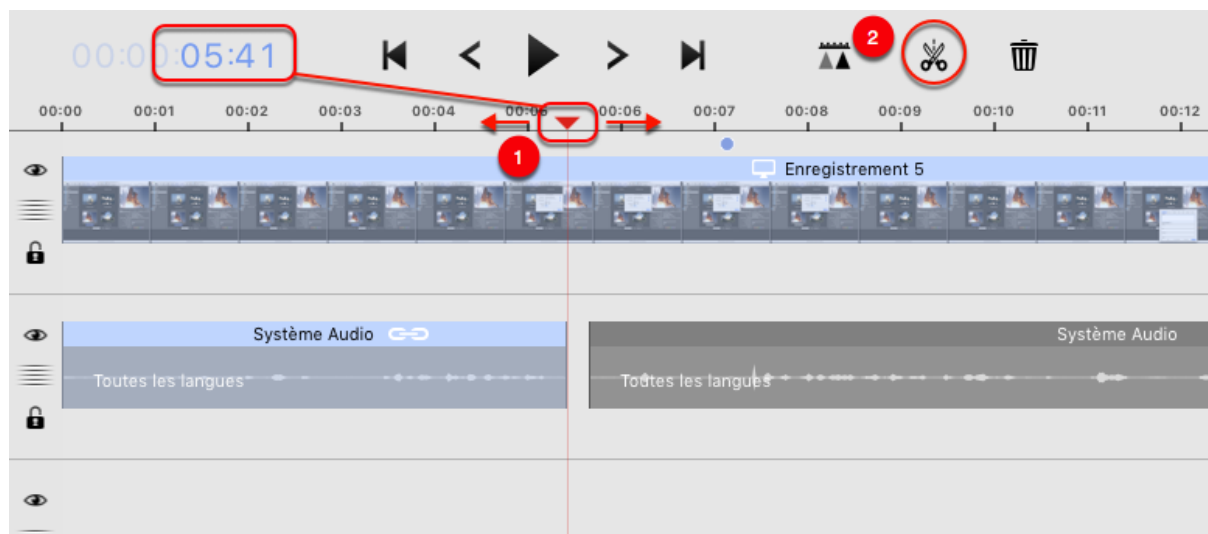 00:00:05:41
2
00:00 00:01 00:02 00:03 00:04 00:05 00:06 00:07 00:08 00:09 00:10 00:11 00:12
1
Enregistrement 5
Système Audio
Système Audio
Toutes les langues
Toutes les langues